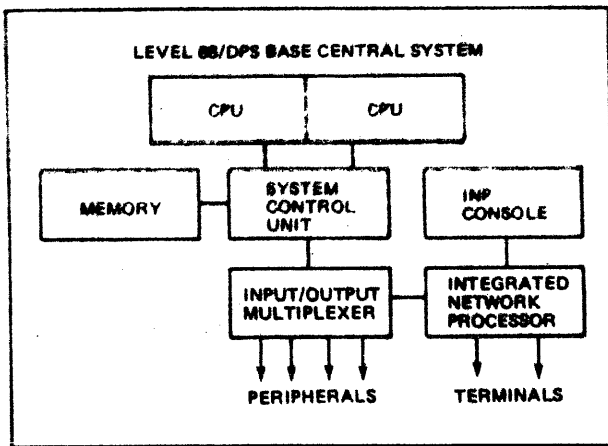 LEVEL 68/DPS BASE CENTRAL SYSTEM
CPU CPU
MEMORY
SYSTEM
CONTROL
UNIT
INP
CONSOLE
INPUT/OUTPUT
MULTIPLEXER
INTEGRATED
NETWORK
PROCESSOR
PERIPHERALS
TERMINALS